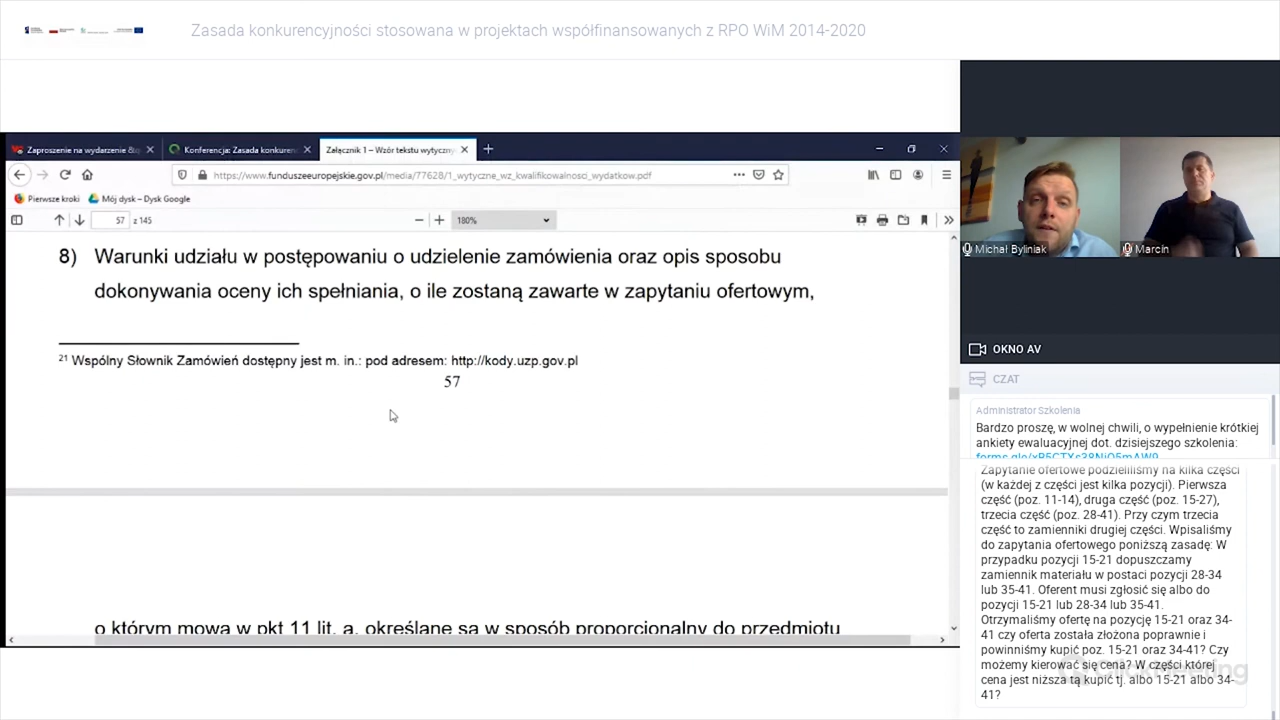 Zasada konkurencyjności stosowana w projektach współfinansowanych z RPO WiM 2014-2020
Zaproszenie na wydarzenie
Konferencja: Zasada konkuren
Załącznik 1 – Wzór tekstu wytyczny
https://www.funduszeeuropejskie.gov.pl/media/77628/1_wytyczne_wz_kwalifikowalnosci_wydatkow.pdf
Pierwsze kroki
Mój dysk – Dysk Google
57
z 145
180%
8) Warunki udziału w postępowaniu o udzielenie zamówienia oraz opis sposobu
dokonywania oceny ich spełniania, o ile zostaną zawarte w zapytaniu ofertowym,
21 Wspólny Słownik Zamówień dostępny jest m. in.: pod adresem: http://kody.uzp.gov.pl
57
o którym mowa w pkt 11 lit. a, określane są w sposób proporcjonalny do przedmiotu
Michał Byliniak
Marcin
OKNO AV
CZAT
Administrator Szkolenia
Bardzo proszę, w wolnej chwili, o wypełnienie krótkiej
ankiety ewaluacyjnej dot. dzisiejszego szkolenia:
Zapytanie ofertowe podzieliliśmy na kilka części
(w każdej z części jest kilka pozycji). Pierwsza
część (poz. 11-14), druga część (poz. 15-27),
trzecia część (poz. 28-41). Przy czym trzecia
część to zamienniki drugiej części. Wpisaliśmy
do zapytania ofertowego poniższą zasadę: W
przypadku pozycji 15-21 dopuszczamy
zamiennik materiału w postaci pozycji 28-34
lub 35-41. Oferent musi zgłosić się albo do
pozycji 15-21 lub 28-34 lub 35-41.
Otrzymaliśmy ofertę na pozycję 15-21 oraz 34-
41 czy oferta została złożona poprawnie i
powinniśmy kupić poz. 15-21 oraz 34-41? Czy
możemy kierować się ceną? W części której
cena jest niższa tą kupić tj. albo 15-21 albo 34-
41?
ClickMeeting